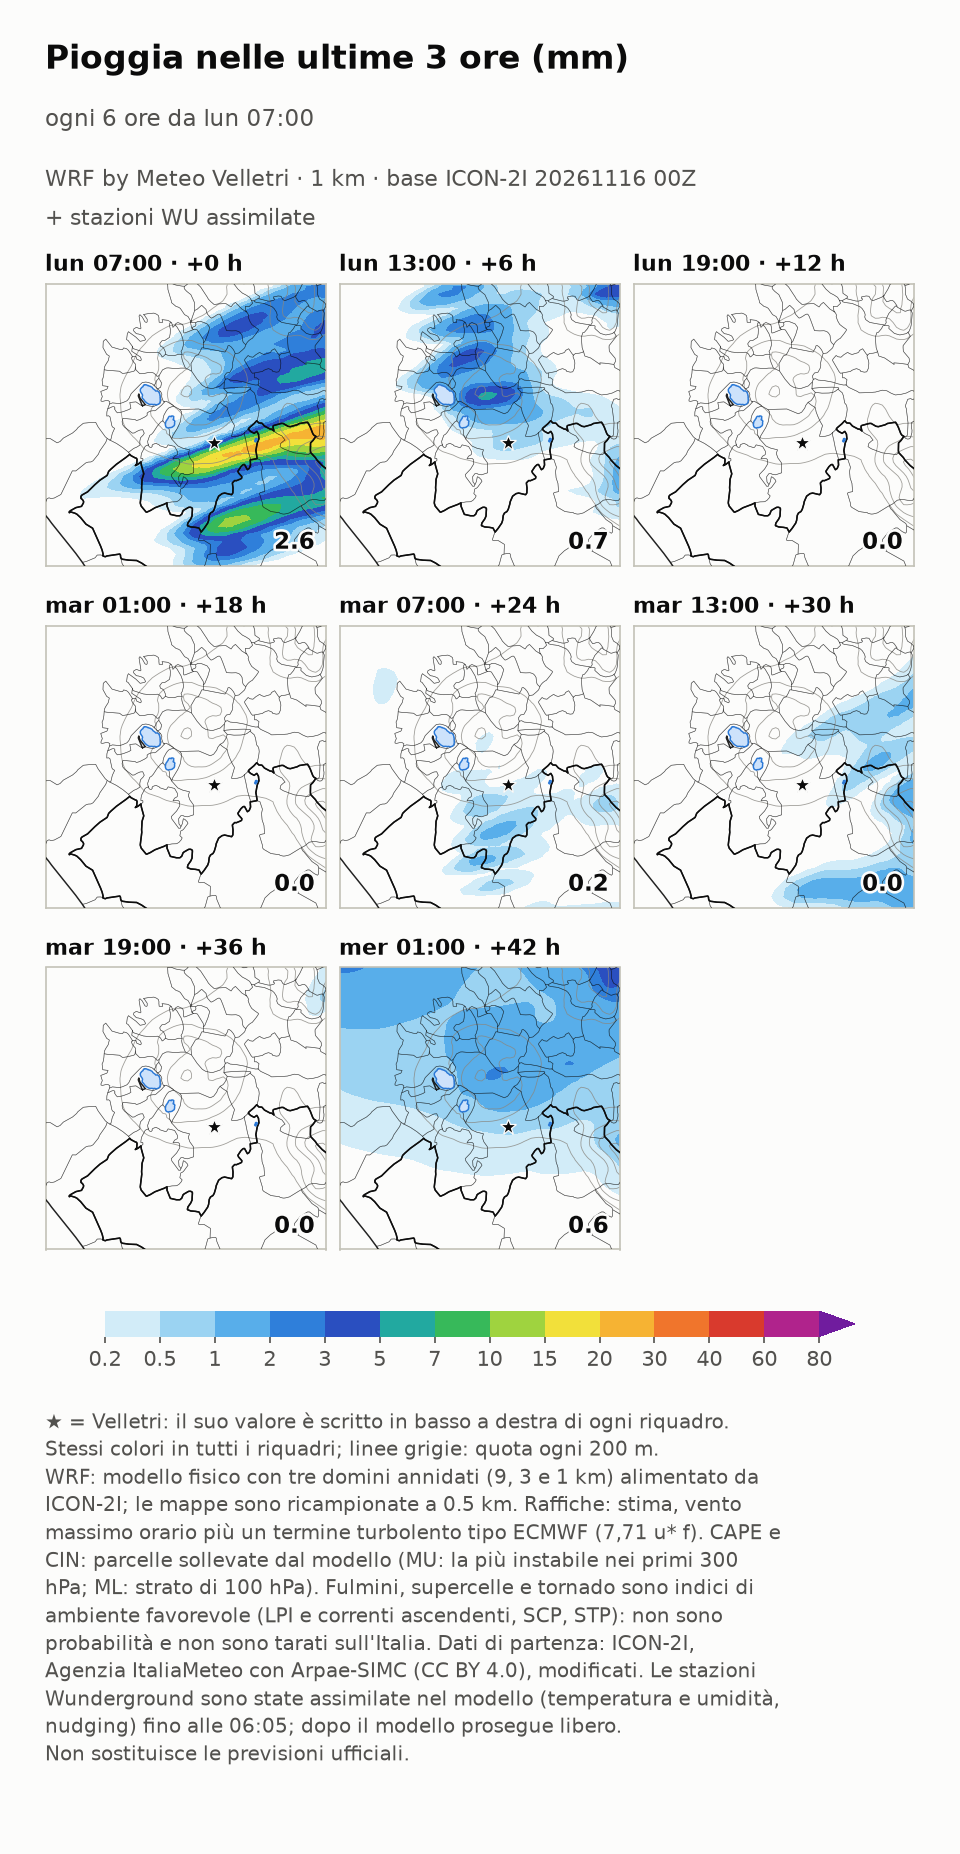 Pioggia nelle ultime 3 ore (mm)
ogni 6 ore da lun 07:00
WRF by Meteo Velletri · 1 km · base ICON-2I 20261116 00Z
+ stazioni WU assimilate
lun 07:00 · +0 h
lun 13:00 · +6 h
lun 19:00 · +12 h
2.6
0.7
0.0
mar 01:00 · +18 h
mar 07:00 · +24 h
mar 13:00 · +30 h
0.0
0.2
0.0
mar 19:00 · +36 h
mer 01:00 · +42 h
0.0
0.6
0.2 0.5 1 2 3 5 7 10 15 20 30 40 60 80
★ = Velletri: il suo valore è scritto in basso a destra di ogni riquadro.
Stessi colori in tutti i riquadri; linee grigie: quota ogni 200 m.
WRF: modello fisico con tre domini annidati (9, 3 e 1 km) alimentato da
ICON-2I; le mappe sono ricampionate a 0.5 km. Raffiche: stima, vento
massimo orario più un termine turbolento tipo ECMWF (7,71 u* f). CAPE e
CIN: parcelle sollevate dal modello (MU: la più instabile nei primi 300
hPa; ML: strato di 100 hPa). Fulmini, supercelle e tornado sono indici di
ambiente favorevole (LPI e correnti ascendenti, SCP, STP): non sono
probabilità e non sono tarati sull'Italia. Dati di partenza: ICON-2I,
Agenzia ItaliaMeteo con Arpae-SIMC (CC BY 4.0), modificati. Le stazioni
Wunderground sono state assimilate nel modello (temperatura e umidità,
nudging) fino alle 06:05; dopo il modello prosegue libero.
Non sostituisce le previsioni ufficiali.